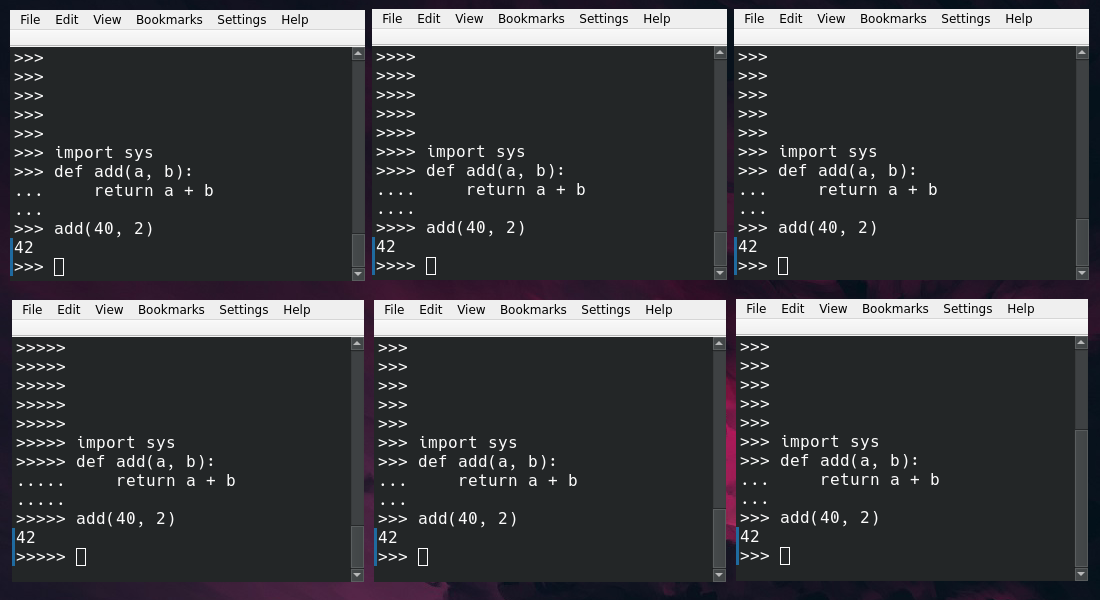 File Edit View Bookmarks Settings Help
>>>
>>>
>>>
>>>
>>>
>>> import sys
>>> def add(a, b):
...     return a + b
...
>>> add(40, 2)
42
>>>
File Edit View Bookmarks Settings Help
>>>>
>>>>
>>>>
>>>>
>>>>
>>>> import sys
>>>> def add(a, b):
....     return a + b
....
>>>> add(40, 2)
42
>>>>
File Edit View Bookmarks Settings Help
>>>
>>>
>>>
>>>
>>>
>>> import sys
>>> def add(a, b):
...     return a + b
...
>>> add(40, 2)
42
>>>
File Edit View Bookmarks Settings Help
>>>>>
>>>>>
>>>>>
>>>>>
>>>>>
>>>>> import sys
>>>>> def add(a, b):
.....     return a + b
.....
>>>>> add(40, 2)
42
>>>>>
File Edit View Bookmarks Settings Help
>>>
>>>
>>>
>>>
>>>
>>> import sys
>>> def add(a, b):
...     return a + b
...
>>> add(40, 2)
42
>>>
File Edit View Bookmarks Settings Help
>>>
>>>
>>>
>>>
>>>
>>> import sys
>>> def add(a, b):
...     return a + b
...
>>> add(40, 2)
42
>>>